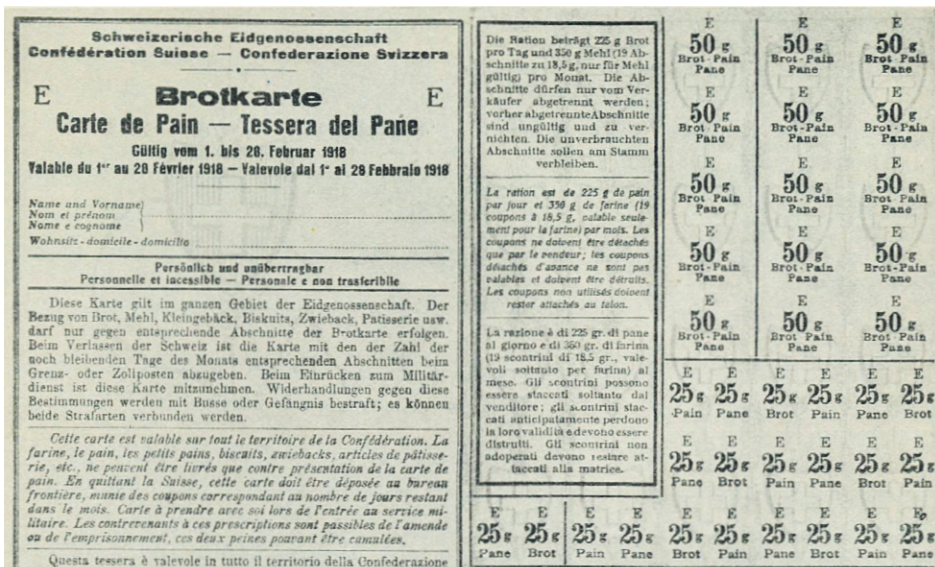 Schweizerische Eidgenossenschaft
Confédération Suisse — Confederazione Svizzera
E Brotkarte E
Carte de Pain — Tessera del Pane
Gültig vom 1. bis 28. Februar 1918
Valable du 1er au 28 Février 1918 — Valevole dal 1° al 28 Febbraio 1918
Name und Vorname
Nom et prénom
Nome e cognome
Wohnsitz - domicile - domicilio
Persönlich und unübertragbar
Personnelle et incessible — Personale e non trasferibile
Diese Karte gilt im ganzen Gebiet der Eidgenossenschaft. Der
Bezug von Brot, Mehl, Kleingebäck, Biskuits, Zwieback, Patisserie usw.
darf nur gegen entsprechende Abschnitte der Brotkarte erfolgen.
Beim Verlassen der Schweiz ist die Karte mit den der Zahl der
noch bleibenden Tage des Monats entsprechenden Abschnitten beim
Grenz- oder Zollposten abzugeben. Beim Einrücken zum Militär-
dienst ist diese Karte mitzunehmen. Widerhandlungen gegen diese
Bestimmungen werden mit Busse oder Gefängnis bestraft; es können
beide Strafarten verbunden werden.
Cette carte est valable sur tout le territoire de la Confédération. La
farine, le pain, les petits pains, biscuits, zwiebacks, articles de pâtisse-
rie, etc., ne peuvent être livrés que contre présentation de la carte de
pain. En quittant la Suisse, cette carte doit être déposée au bureau
frontière, munie des coupons correspondant au nombre de jours restant
dans le mois. Carte à prendre avec soi lors de l'entrée au service mi-
litaire. Les contrevenants à ces prescriptions sont passibles de l'amende
ou de l'emprisonnement, ces deux peines pouvant être cumulées.
Questa tessera è valevole in tutto il territorio della Confederazione
Die Ration beträgt 225 g Brot
pro Tag und 350 g Mehl (19 Ab-
schnitte zu 18,5 g, nur für Mehl
gültig) pro Monat. Die Ab-
schnitte dürfen nur vom Ver-
käufer abgetrennt werden;
vorher abgetrennte Abschnitte
sind ungültig und zu ver-
nichten. Die unverbrauchten
Abschnitte sollen am Stamm
verbleiben.
La ration est de 225 g de pain
par jour et 350 g de farine (19
coupons à 18,5 g, valable seule-
ment pour la farine) par mois. Les
coupons ne doivent être détachés
que par le vendeur; les coupons
détachés d'avance ne sont pas
valables et doivent être détruits.
Les coupons non utilisés doivent
rester attachés au talon.
La razione è di 225 gr. di pane
al giorno e di 350 gr. di farina
(19 scontrini di 18,5 gr., vale-
voli soltanto per farina) al
mese. Gli scontrini possono
essere staccati soltanto dal
venditore; gli scontrini stac-
cati anticipatamente perdono
la loro validità e devono essere
distrutti. Gli scontrini non
adoperati devono restare at-
taccati alla matrice.
E E E
50 g 50 g 50 g
Brot - Pain Brot - Pain Brot - Pain
Pane Pane Pane
E E E
50 g 50 g 50 g
Brot - Pain Brot - Pain Brot - Pain
Pane Pane Pane
E E E
50 g 50 g 50 g
Brot - Pain Brot - Pain Brot - Pain
Pane Pane Pane
E E E
50 g 50 g 50 g
Brot - Pain Brot - Pain Brot - Pain
Pane Pane Pane
E E E
50 g 50 g 50 g
Brot - Pain Brot - Pain Brot - Pain
Pane Pane Pane
E E E E E E
25 g 25 g 25 g 25 g 25 g 25 g
Pain Pane Brot Pain Pane Brot
E E E E E E
25 g 25 g 25 g 25 g 25 g 25 g
Pane Brot Pain Pane Brot Pain
E E E E E E E E E E
25 g 25 g 25 g 25 g 25 g 25 g 25 g 25 g 25 g 25 g
Pane Brot Pain Pane Brot Pain Pane Brot Pain Pane